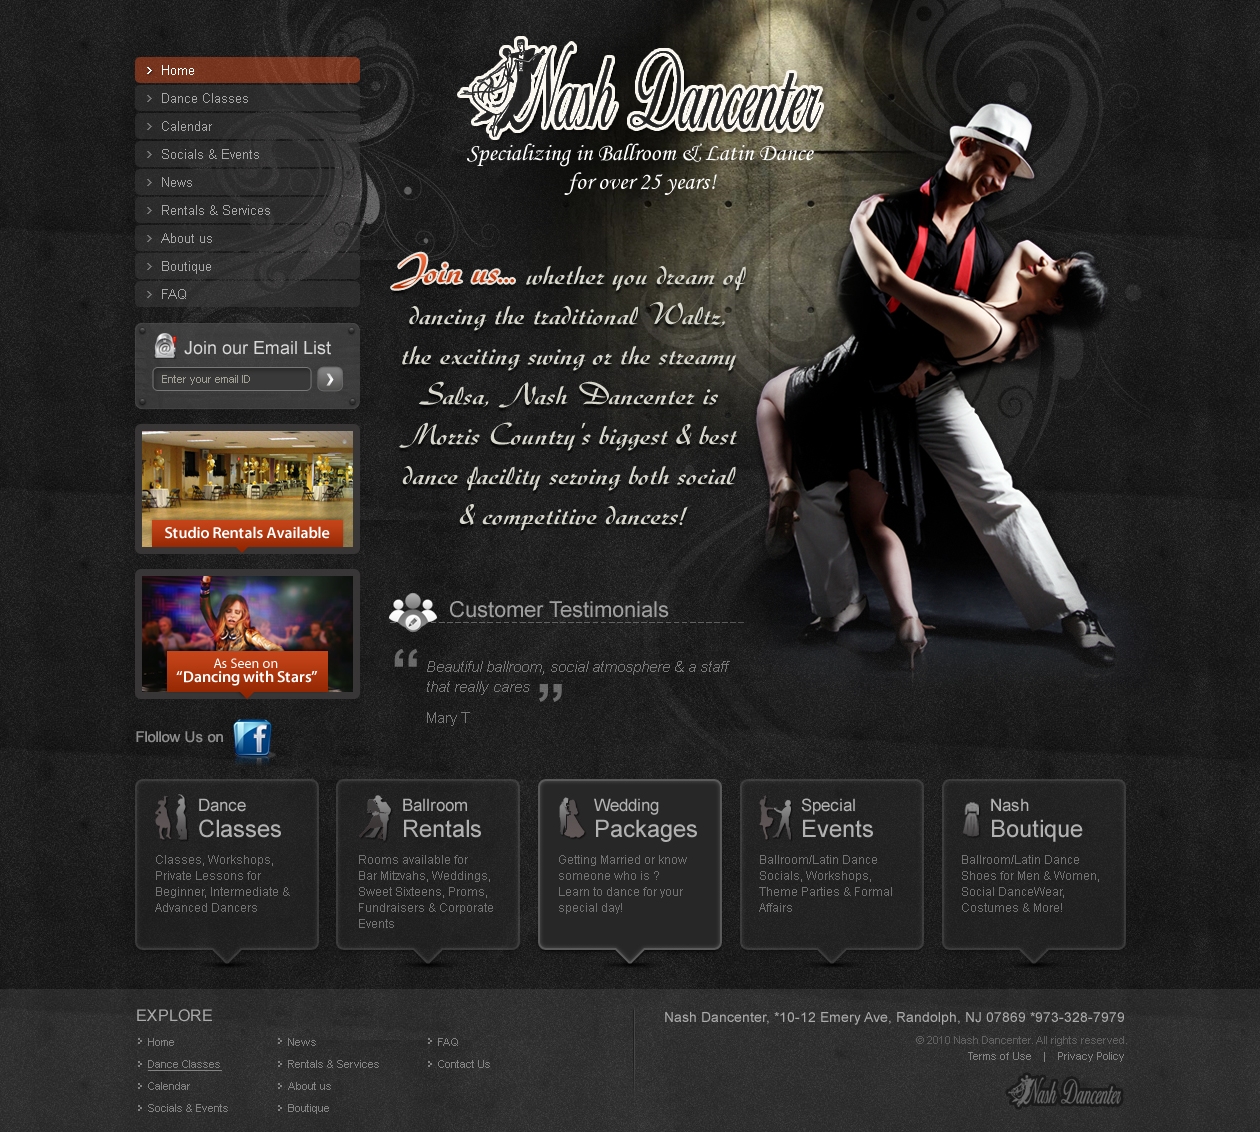 Home
Dance Classes
Calendar
Socials & Events
News
Rentals & Services
About us
Boutique
FAQ
Join our Email List
Enter your email ID
Studio Rentals Available
As Seen on
“Dancing with Stars”
Flollow Us on
Nash Dancenter
Specializing in Ballroom & Latin Dance
for over 25 years!
Join us... whether you dream of
dancing the traditional Waltz,
the exciting swing or the streamy
Salsa, Nash Dancenter is
Morris Country's biggest & best
dance facility serving both social
& competitive dancers!
Customer Testimonials
“ Beautiful ballroom, social atmosphere & a staff
that really cares ”
Mary T
Dance
Classes
Classes, Workshops,
Private Lessons for
Beginner, Intermediate &
Advanced Dancers
Ballroom
Rentals
Rooms available for
Bar Mitzvahs, Weddings,
Sweet Sixteens, Proms,
Fundraisers & Corporate
Events
Wedding
Packages
Getting Married or know
someone who is ?
Learn to dance for your
special day!
Special
Events
Ballroom/Latin Dance
Socials, Workshops,
Theme Parties & Formal
Affairs
Nash
Boutique
Ballroom/Latin Dance
Shoes for Men & Women,
Social DanceWear,
Costumes & More!
EXPLORE
Home
Dance Classes
Calendar
Socials & Events
News
Rentals & Services
About us
Boutique
FAQ
Contact Us
Nash Dancenter, *10-12 Emery Ave, Randolph, NJ 07869 *973-328-7979
© 2010 Nash Dancenter. All rights reserved.
Terms of Use | Privacy Policy
Nash Dancenter